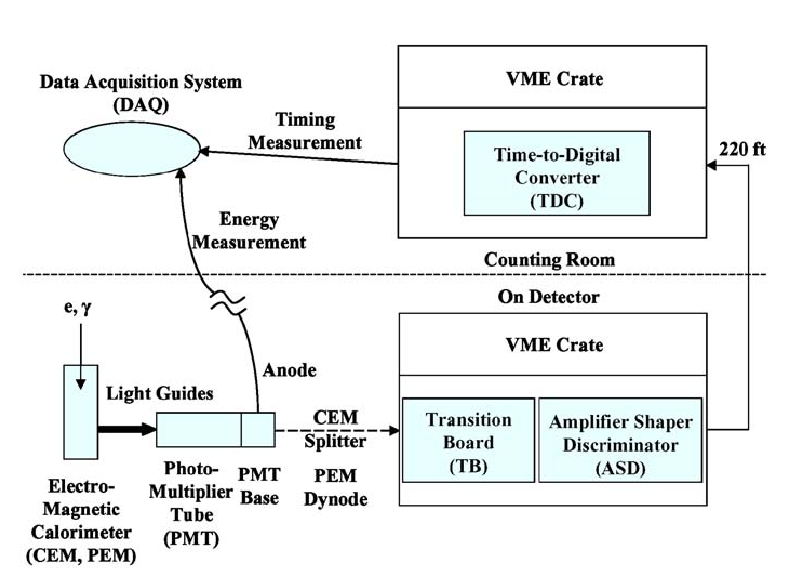 Data Acquisition System
(DAQ)
Timing
Measurement
VME Crate
Time-to-Digital
Converter
(TDC)
220 ft
Energy
Measurement
Counting Room
On Detector
e, γ
VME Crate
Anode
Light Guides
CEM
Splitter
Transition
Board
(TB)
Amplifier Shaper
Discriminator
(ASD)
Electro-
Magnetic
Calorimeter
(CEM, PEM)
Photo-
Multiplier
Tube
(PMT)
PMT
Base
PEM
Dynode